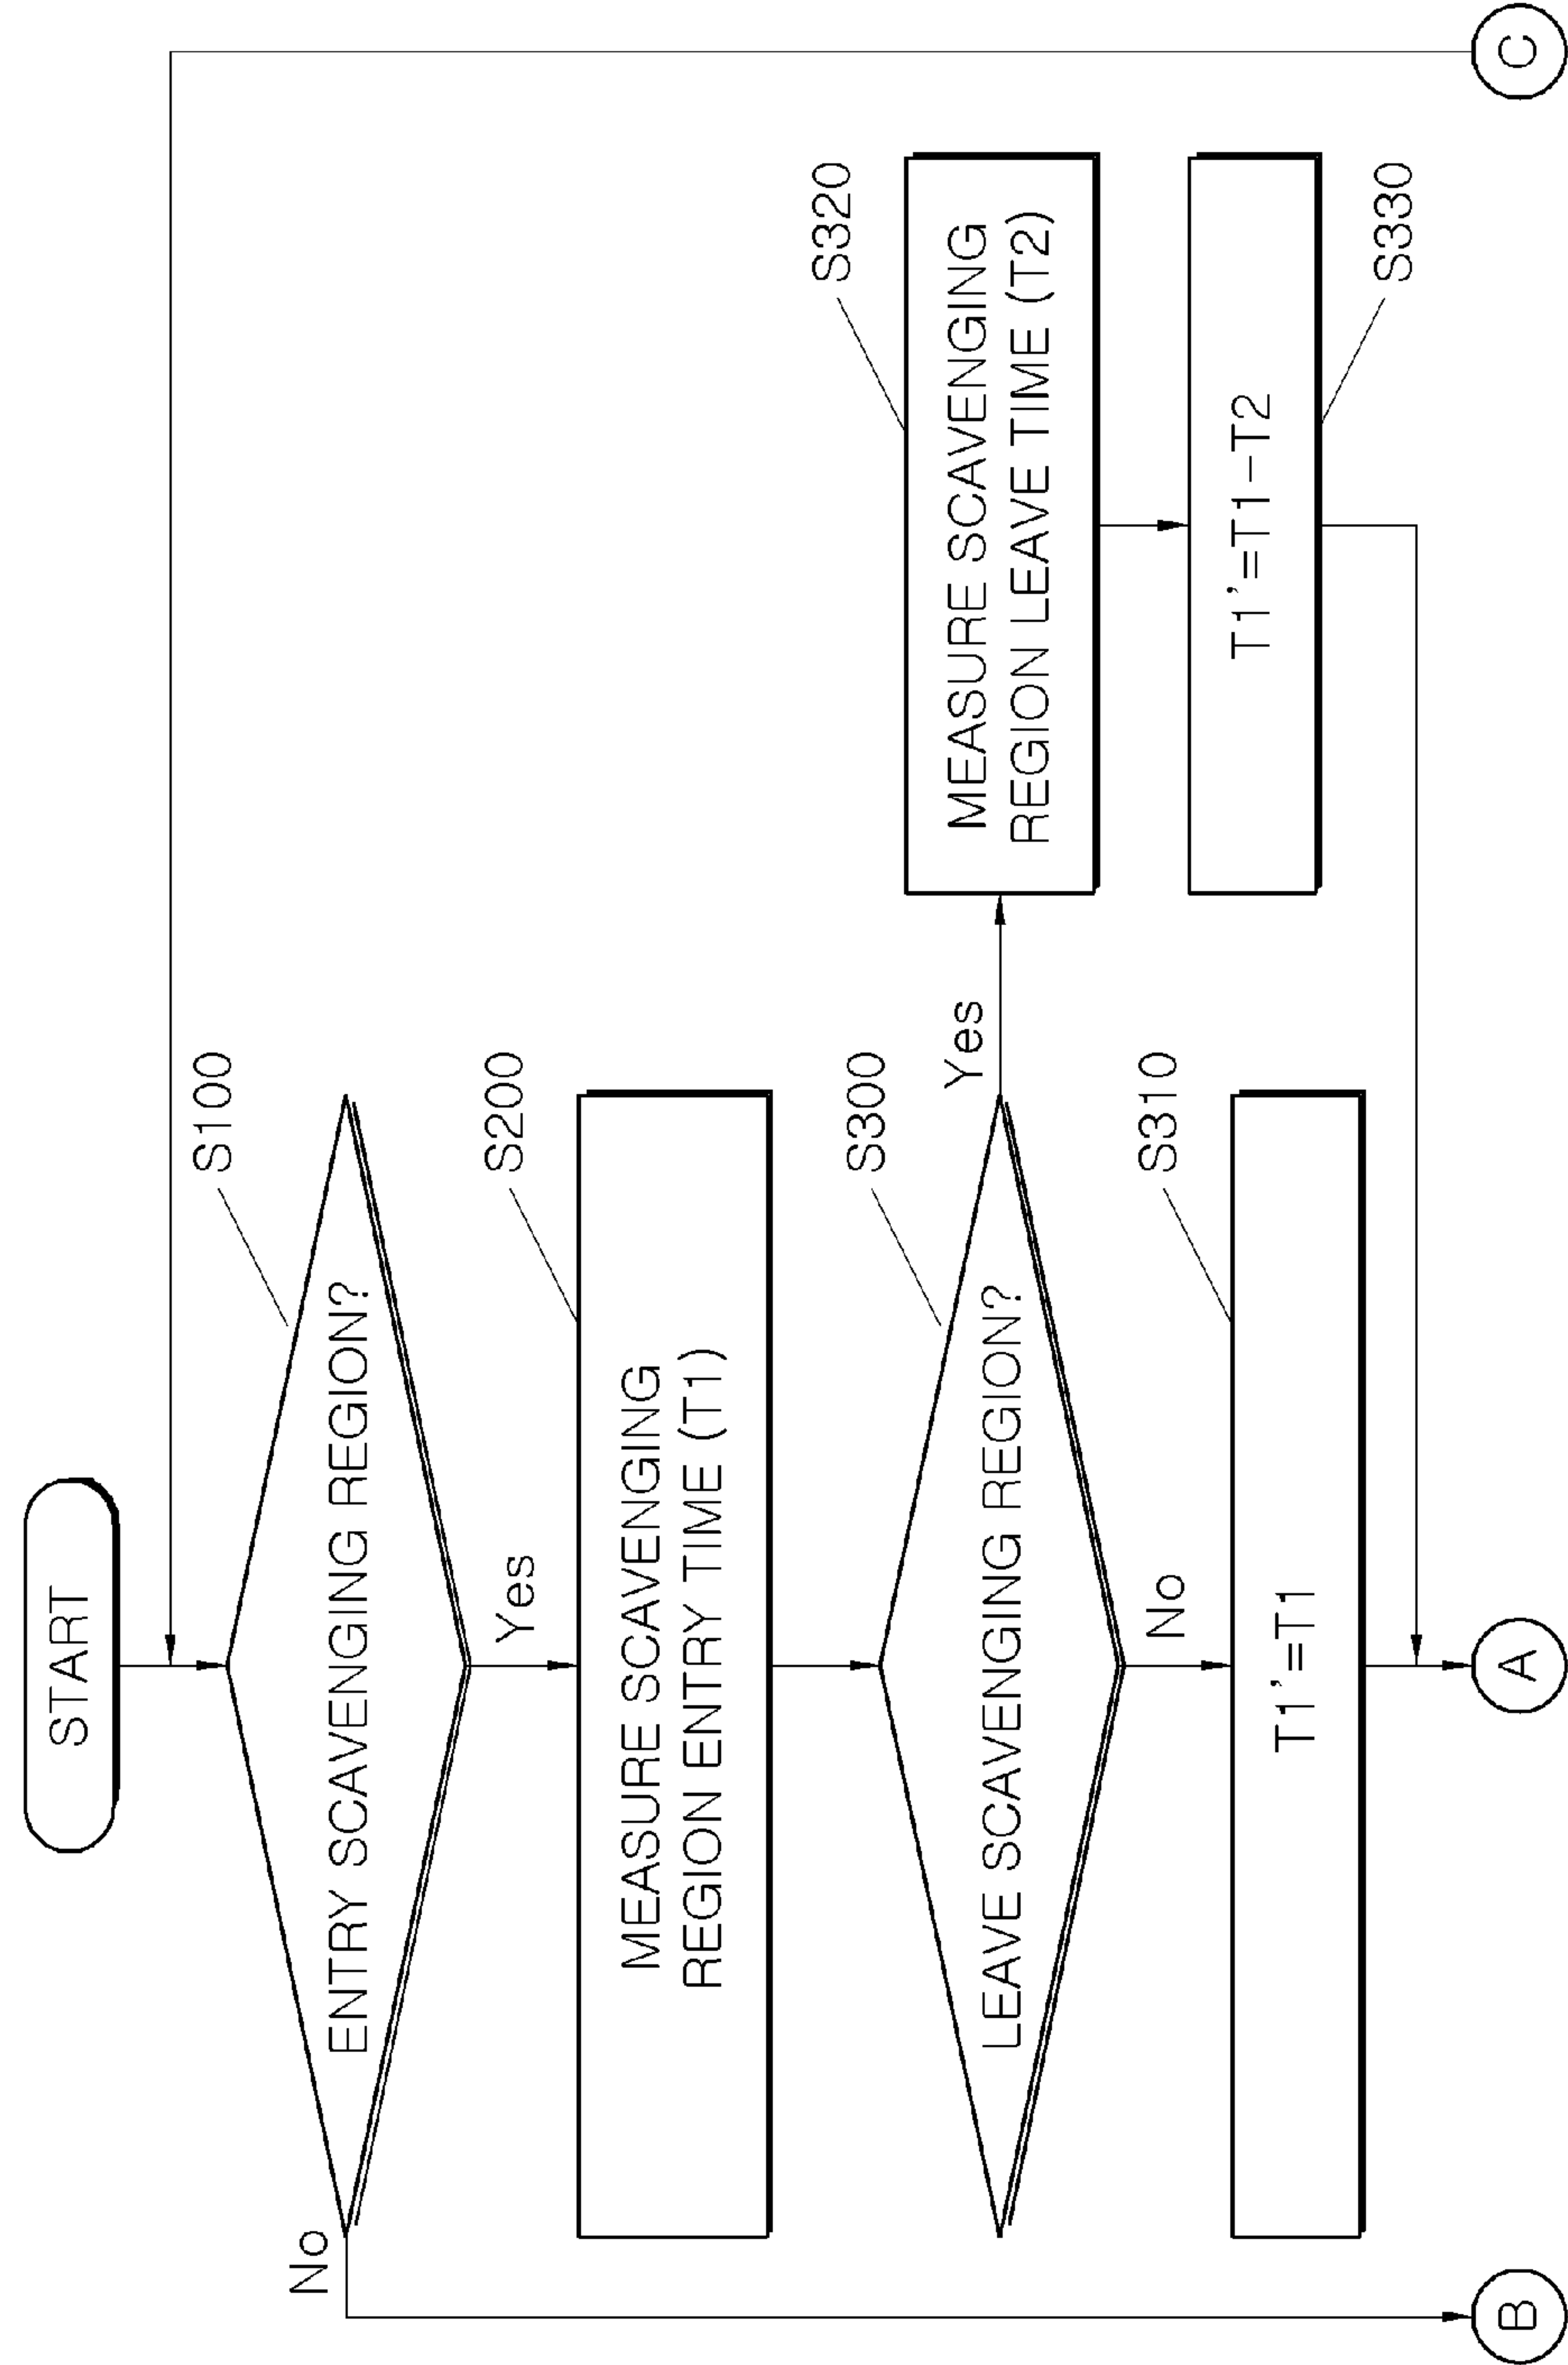 START
S100
ENTRY SCAVENGING REGION?
No
Yes
S200
MEASURE SCAVENGING
REGION ENTRY TIME (T1)
S300
LEAVE SCAVENGING REGION?
Yes
No
S320
MEASURE SCAVENGING
REGION LEAVE TIME (T2)
S310
T1'=T1
T1'=T1-T2
S330
B
A
C